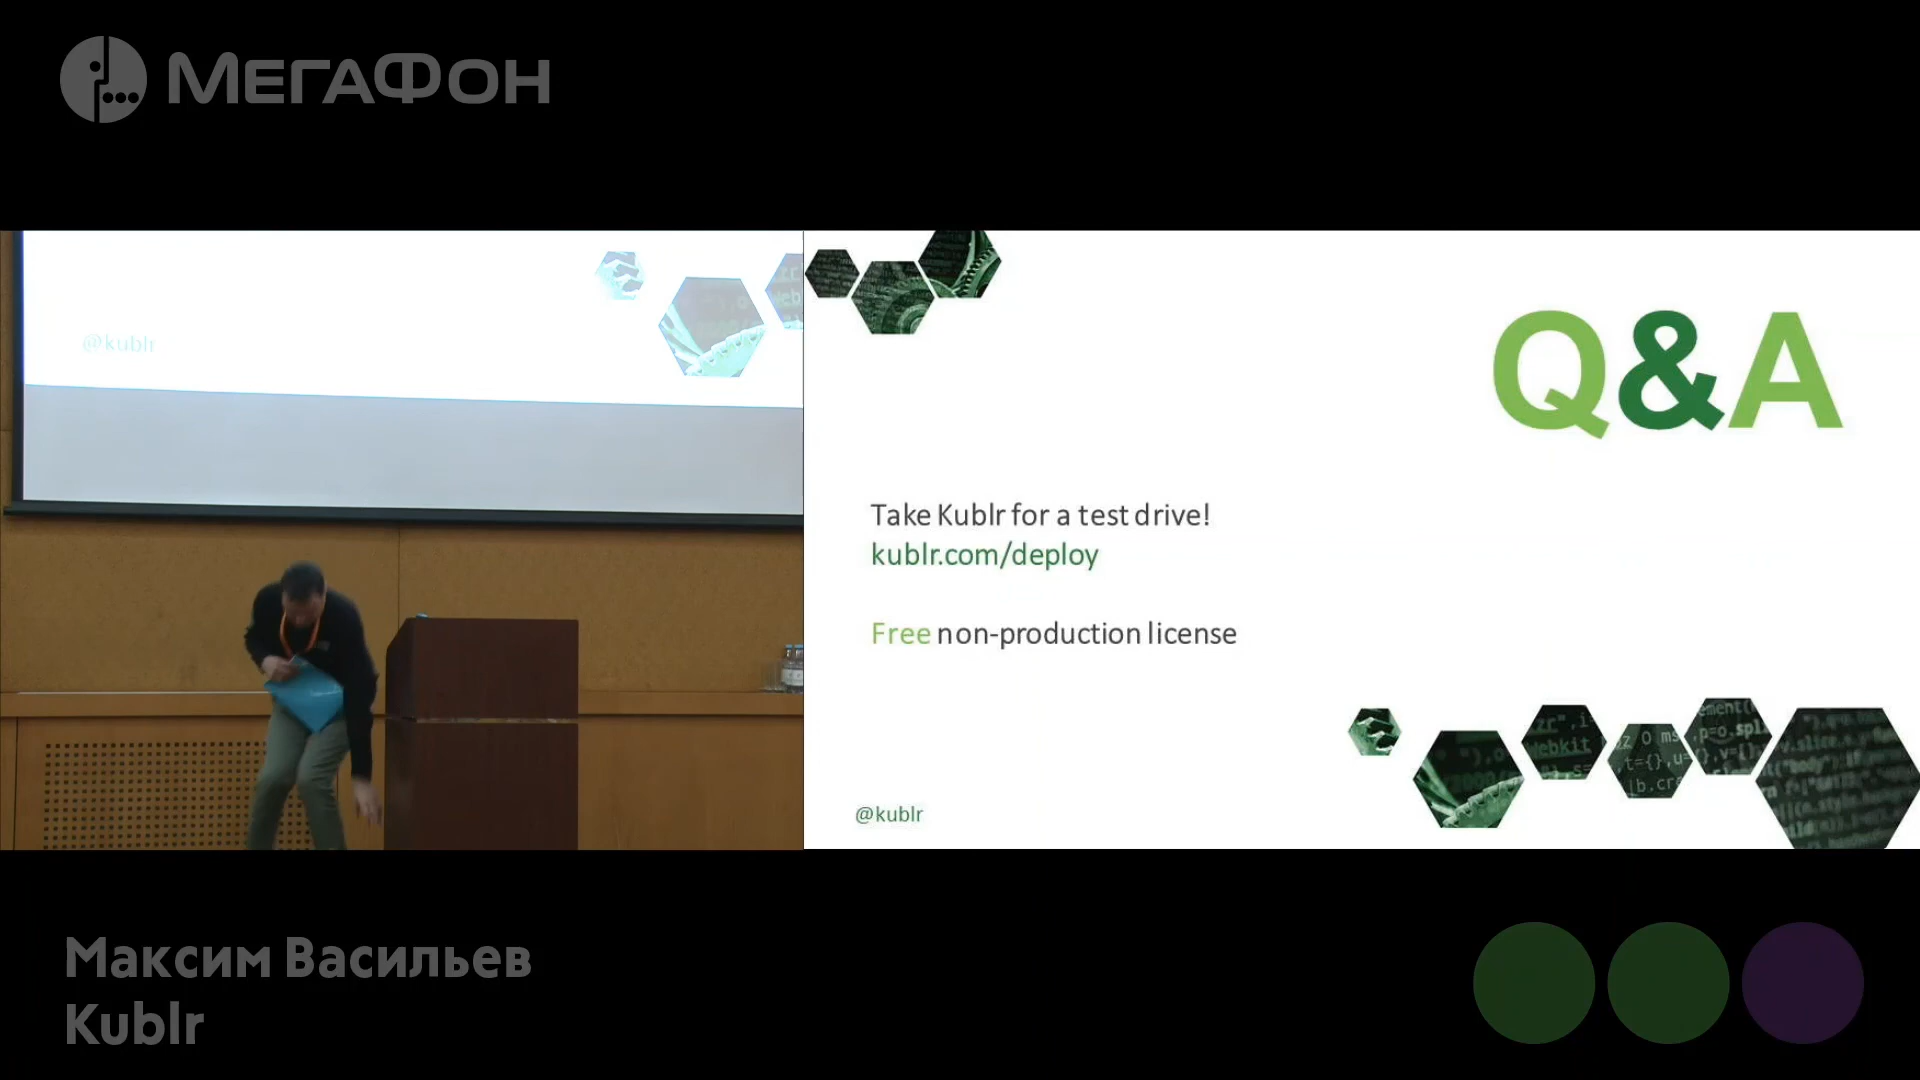 МегаФон
@kublr
Q&A
Take Kublr for a test drive!
kublr.com/deploy
Free non-production license
@kublr
Максим Васильев
Kublr